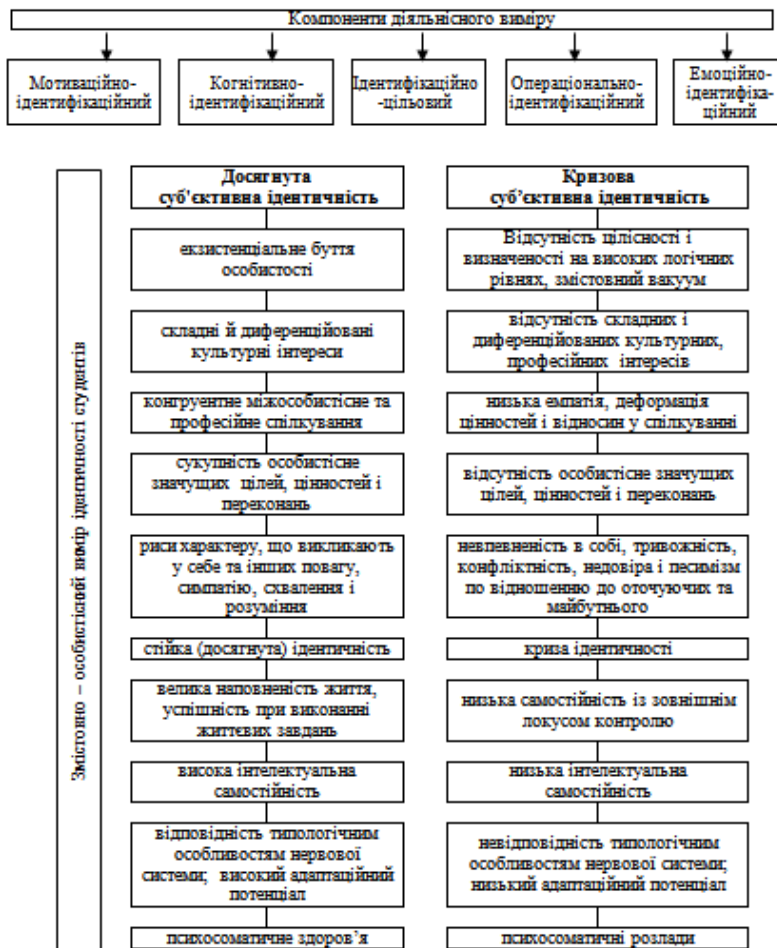 Компоненти діяльнісного виміру
Мотиваційно-
ідентифікаційний
Когнітивно-
ідентифікаційний
Ідентифікаційно
-цільовий
Операціонально-
ідентифікаційний
Емоційно-
ідентифіка-
ційний
Змістовно – особистісний вимір ідентичності студентів
Досягнута
суб'єктивна ідентичність
екзистенціальне буття
особистості
складні й диференційовані
культурні інтереси
конгруентне міжособистісне та
професійне спілкування
сукупність особистісне
значущих цілей, цінностей і
переконань
риси характеру, що викликають
у себе та інших повагу,
симпатію, схвалення і
розуміння
стійка (досягнута) ідентичність
велика наповненість життя,
успішність при виконанні
життєвих завдань
висока інтелектуальна
самостійність
відповідність типологічним
особливостям нервової
системи; високий адаптаційний
потенціал
психосоматичне здоров’я
Кризова
суб’єктивна ідентичність
Відсутність цілісності і
визначеності на високих логічних
рівнях, змістовний вакуум
відсутність складних і
диференційованих культурних,
професійних інтересів
низька емпатія, деформація
цінностей і відносин у спілкуванні
відсутність особистісне значущих
цілей, цінностей і переконань
невпевненість в собі, тривожність,
конфліктність, недовіра і песимізм
по відношенню до оточуючих та
майбутнього
криза ідентичності
низька самостійність із зовнішнім
локусом контролю
низька інтелектуальна
самостійність
невідповідність типологічним
особливостям нервової системи;
низький адаптаційний потенціал
психосоматичні розлади